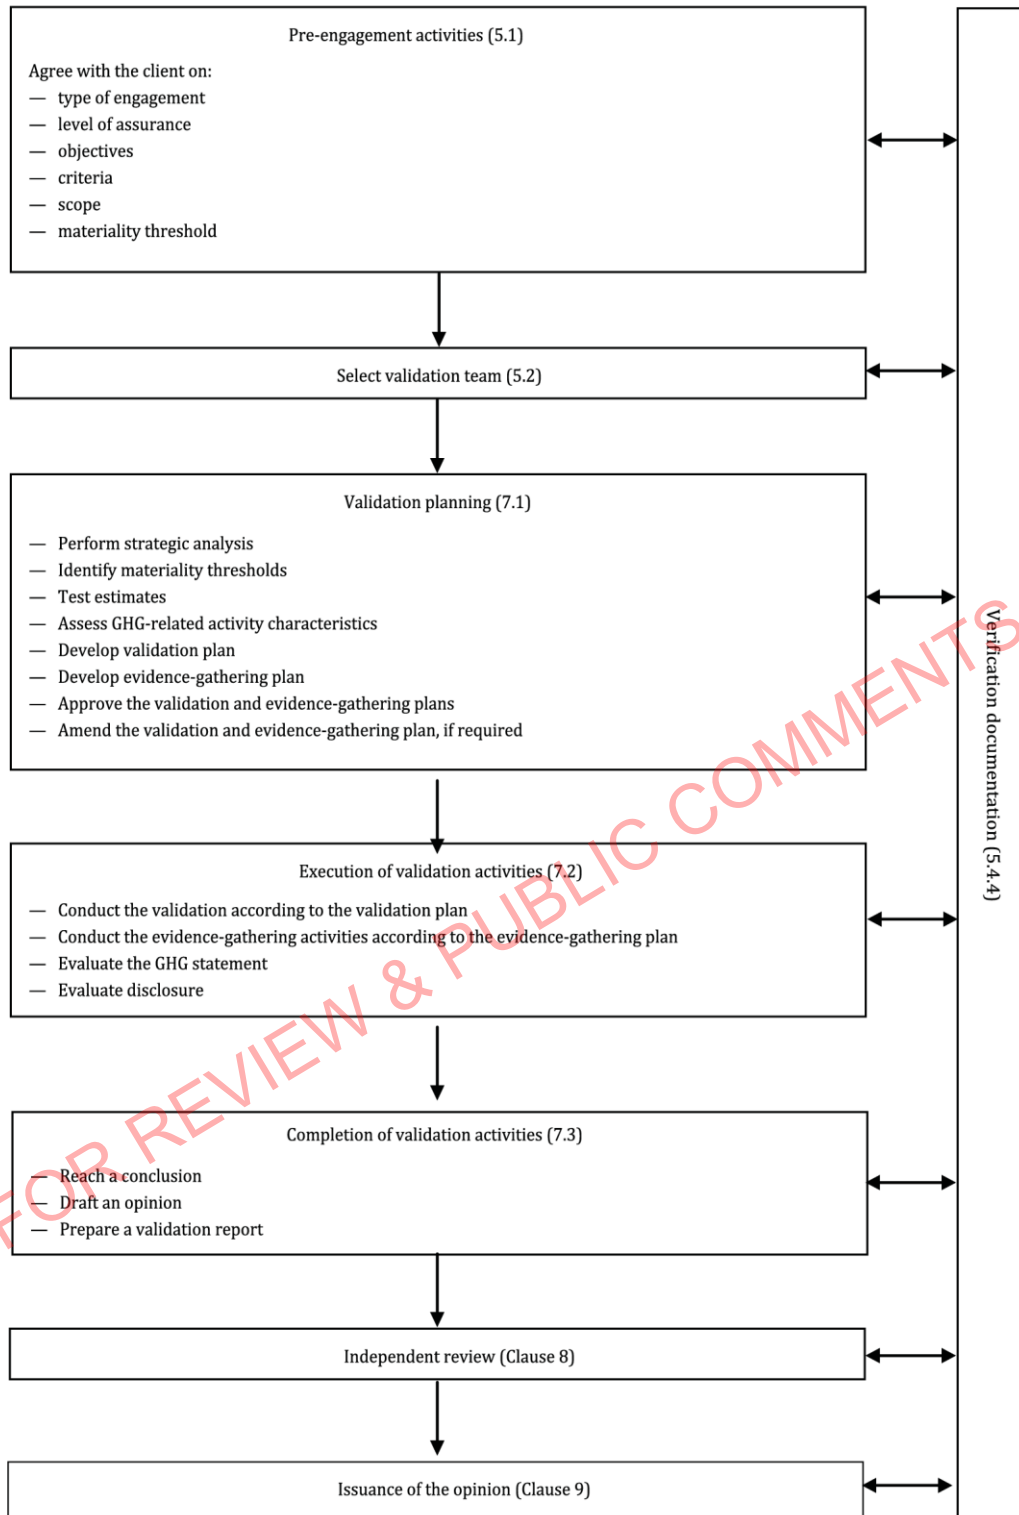 Pre-engagement activities (5.1)
Agree with the client on:
— type of engagement
— level of assurance
— objectives
— criteria
— scope
— materiality threshold
Select validation team (5.2)
Validation planning (7.1)
— Perform strategic analysis
— Identify materiality thresholds
— Test estimates
— Assess GHG-related activity characteristics
— Develop validation plan
— Develop evidence-gathering plan
— Approve the validation and evidence-gathering plans
— Amend the validation and evidence-gathering plan, if required
Execution of validation activities (7.2)
— Conduct the validation according to the validation plan
— Conduct the evidence-gathering activities according to the evidence-gathering plan
— Evaluate the GHG statement
— Evaluate disclosure
Completion of validation activities (7.3)
— Reach a conclusion
— Draft an opinion
— Prepare a validation report
Independent review (Clause 8)
Issuance of the opinion (Clause 9)
Verification documentation (5.4.4)
FOR REVIEW & PUBLIC COMMENTS